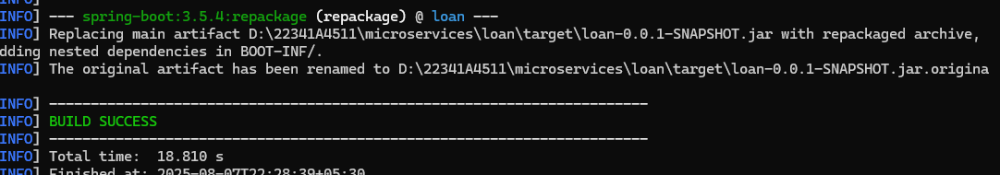 INFO] --- spring-boot:3.5.4:repackage (repackage) @ loan ---
INFO] Replacing main artifact D:\22341A4511\microservices\loan\target\loan-0.0.1-SNAPSHOT.jar with repackaged archive,
dding nested dependencies in BOOT-INF/.
INFO] The original artifact has been renamed to D:\22341A4511\microservices\loan\target\loan-0.0.1-SNAPSHOT.jar.origina
INFO] ------------------------------------------------------------------------
INFO] BUILD SUCCESS
INFO] ------------------------------------------------------------------------
INFO] Total time:  18.810 s
INFO] Finished at: 2025-08-07T22:28:39+05:30